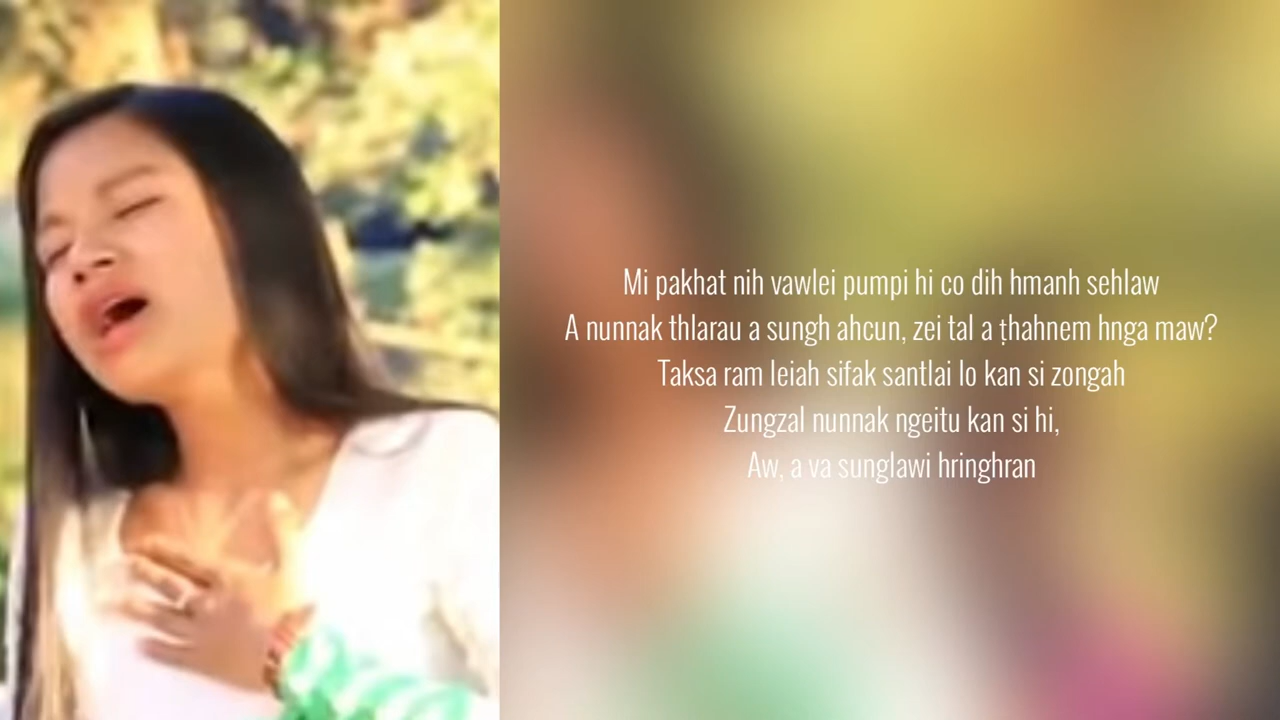 Mi pakhat nih vawlei pumpi hi co dih hmanh sehlaw
A nunnak thlarau a sungh ahcun, zei tal a ṭhahnem hnga maw?
Taksa ram leiah sifak santlai lo kan si zongah
Zungzal nunnak ngeitu kan si hi,
Aw, a va sunglawi hringhran